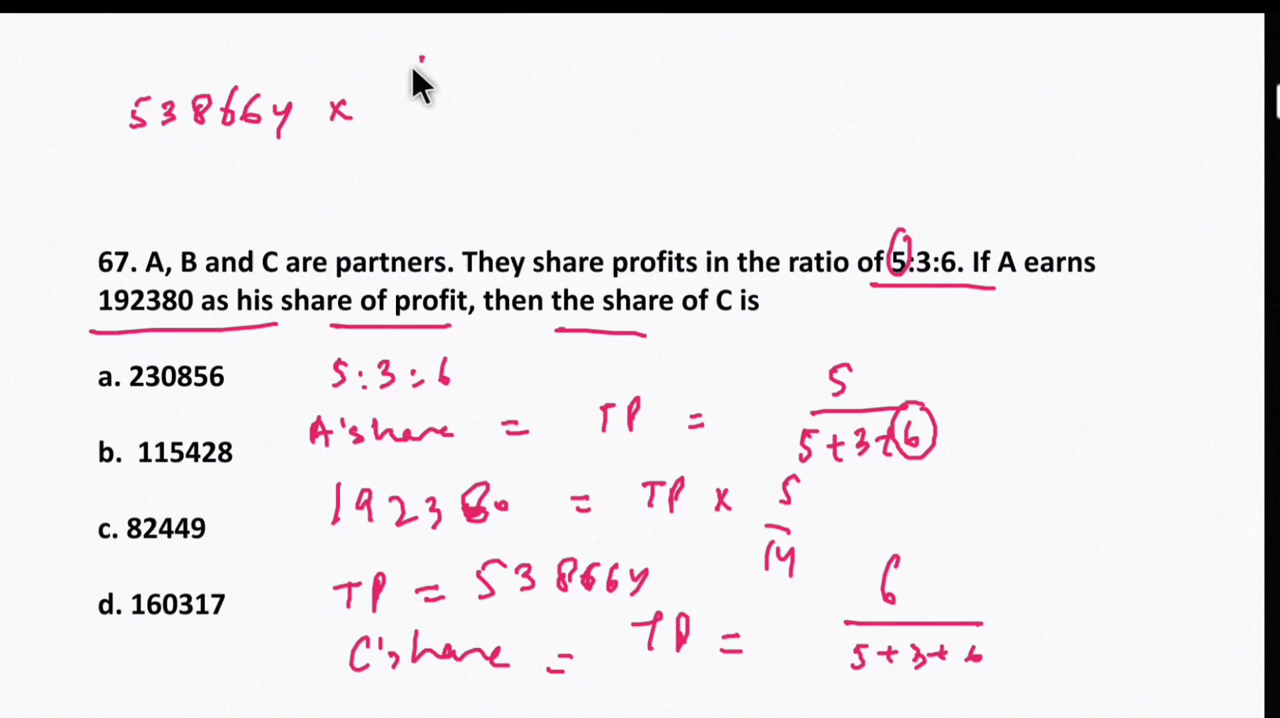 538664 x
67. A, B and C are partners. They share profits in the ratio of 5:3:6. If A earns
192380 as his share of profit, then the share of C is
a. 230856
5:3:6
5
A's share = TP =
5+3+6
b. 115428
192380 = TP x 5
14
c. 82449
TP = 538664
6
d. 160317
C's share = TP =
5+3+6